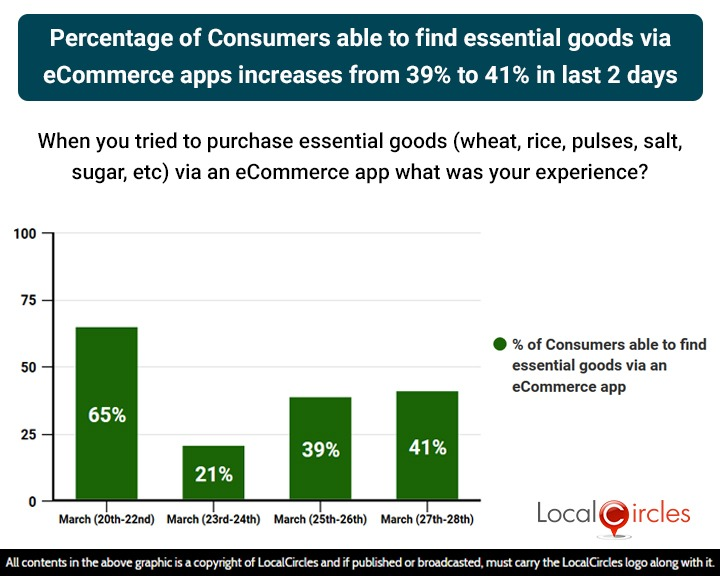 Percentage of Consumers able to find essential goods via
eCommerce apps increases from 39% to 41% in last 2 days
When you tried to purchase essential goods (wheat, rice, pulses, salt,
sugar, etc) via an eCommerce app what was your experience?
100
75
50
25
0
65%
21%
39%
41%
March (20th-22nd)
March (23rd-24th)
March (25th-26th)
March (27th-28th)
% of Consumers able to find
essential goods via an
eCommerce app
LocalCircles
All contents in the above graphic is a copyright of LocalCircles and if published or broadcasted, must carry the LocalCircles logo along with it.